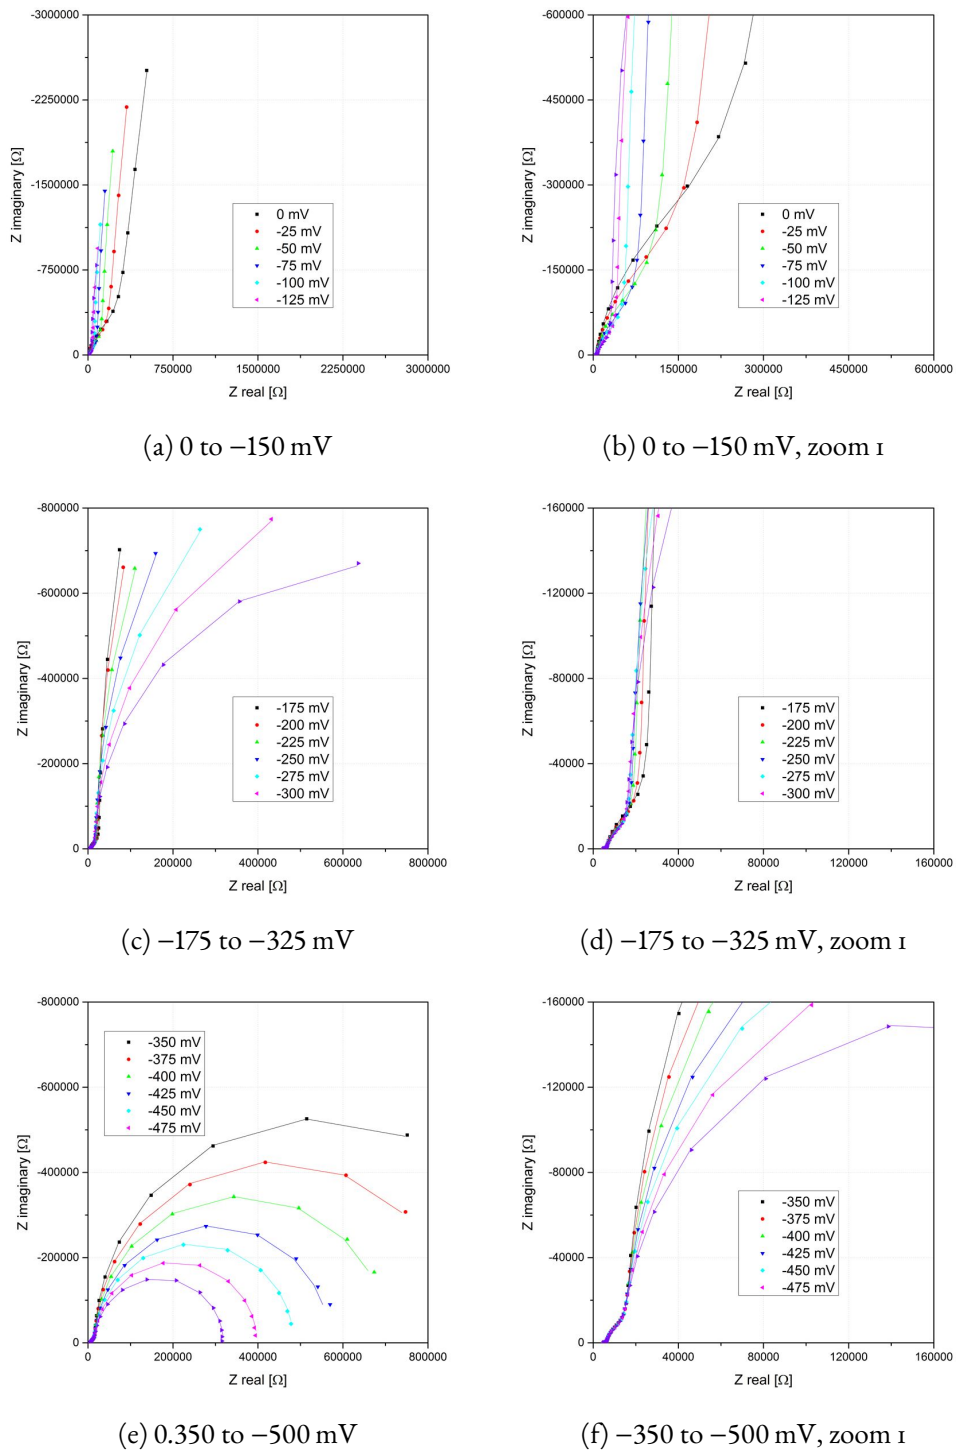 -3000000
-2250000
-1500000
-750000
0
Z imaginary [Ω]
0 750000 1500000 2250000 3000000
Z real [Ω]
0 mV
-25 mV
-50 mV
-75 mV
-100 mV
-125 mV
(a) 0 to −150 mV
-600000
-450000
-300000
-150000
0
Z imaginary [Ω]
0 150000 300000 450000 600000
Z real [Ω]
0 mV
-25 mV
-50 mV
-75 mV
-100 mV
-125 mV
(b) 0 to −150 mV, zoom 1
-800000
-600000
-400000
-200000
0
Z imaginary [Ω]
0 200000 400000 600000 800000
Z real [Ω]
-175 mV
-200 mV
-225 mV
-250 mV
-275 mV
-300 mV
(c) −175 to −325 mV
-160000
-120000
-80000
-40000
0
Z imaginary [Ω]
0 40000 80000 120000 160000
Z real [Ω]
-175 mV
-200 mV
-225 mV
-250 mV
-275 mV
-300 mV
(d) −175 to −325 mV, zoom 1
-800000
-600000
-400000
-200000
0
Z imaginary [Ω]
0 200000 400000 600000 800000
Z real [Ω]
-350 mV
-375 mV
-400 mV
-425 mV
-450 mV
-475 mV
(e) 0.350 to −500 mV
-160000
-120000
-80000
-40000
0
Z imaginary [Ω]
0 40000 80000 120000 160000
Z real [Ω]
-350 mV
-375 mV
-400 mV
-425 mV
-450 mV
-475 mV
(f) −350 to −500 mV, zoom 1